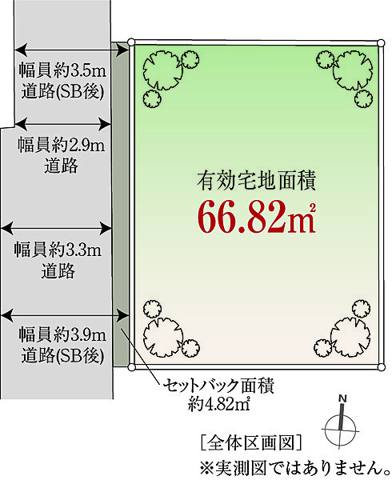 幅員約3.5m
道路(SB後)
幅員約2.9m
道路
有効宅地面積
66.82㎡
幅員約3.3m
道路
幅員約3.9m
道路(SB後)
セットバック面積
約4.82㎡
N
［全体区画図］
※実測図ではありません。